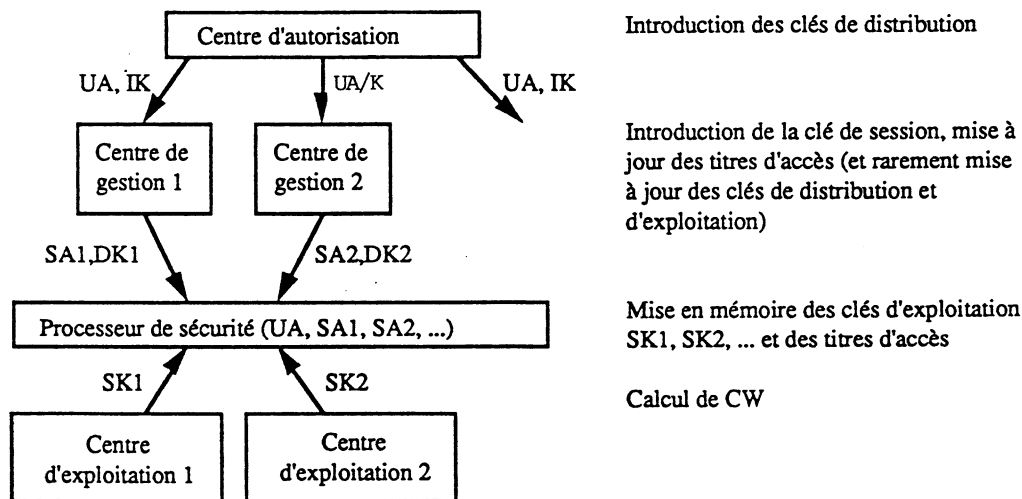 Centre d'autorisation
Introduction des clés de distribution
UA, IK
UA/K
UA, IK
Centre de
gestion 1
Centre de
gestion 2
Introduction de la clé de session, mise à
jour des titres d'accès (et rarement mise
à jour des clés de distribution et
d'exploitation)
SA1,DK1
SA2,DK2
Processeur de sécurité (UA, SA1, SA2, ...)
Mise en mémoire des clés d'exploitation
SK1, SK2, ... et des titres d'accès
SK1
SK2
Calcul de CW
Centre
d'exploitation 1
Centre
d'exploitation 2